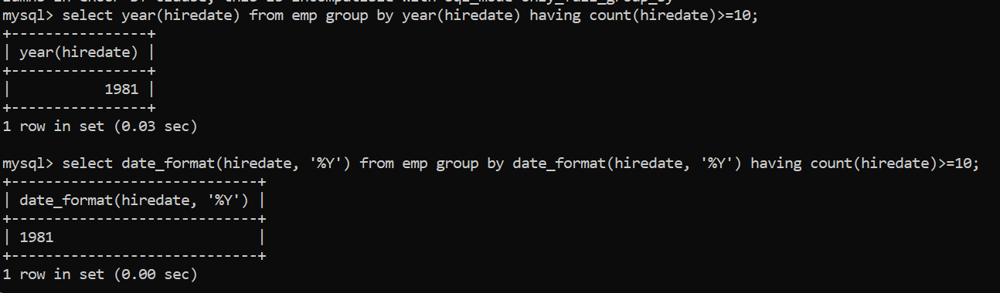 mysql> select year(hiredate) from emp group by year(hiredate) having count(hiredate)>=10;
+----------------+
| year(hiredate) |
+----------------+
|           1981 |
+----------------+
1 row in set (0.03 sec)
mysql> select date_format(hiredate, '%Y') from emp group by date_format(hiredate, '%Y') having count(hiredate)>=10;
+-----------------------------+
| date_format(hiredate, '%Y') |
+-----------------------------+
| 1981                        |
+-----------------------------+
1 row in set (0.00 sec)